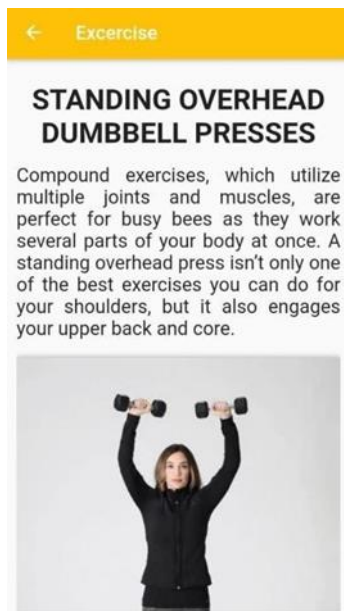 Excercise
STANDING OVERHEAD
DUMBBELL PRESSES
Compound exercises, which utilize
multiple joints and muscles, are
perfect for busy bees as they work
several parts of your body at once. A
standing overhead press isn’t only one
of the best exercises you can do for
your shoulders, but it also engages
your upper back and core.